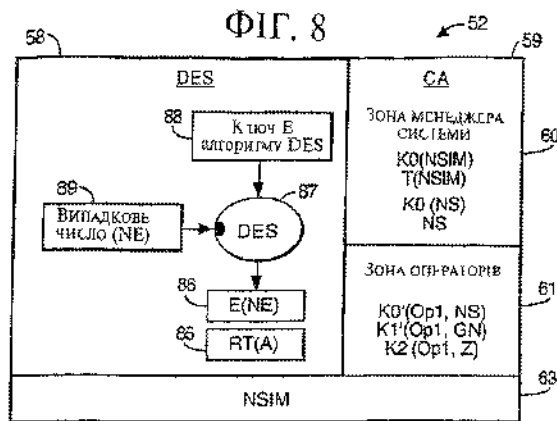 ФІГ. 8
58
52
59
DES
88
Ключ E
алгоритму DES
89
Випадкове
число (NE)
87
DES
86
E(NE)
85
RT(A)
CA
ЗОНА МЕНЕДЖЕРА
СИСТЕМИ
K0(NSIM)
T(NSIM)
K0 (NS)
NS
60
ЗОНА ОПЕРАТОРІВ
K0'(Op1, NS)
K1'(Op1, GN)
K2 (Op1, Z)
61
NSIM
63